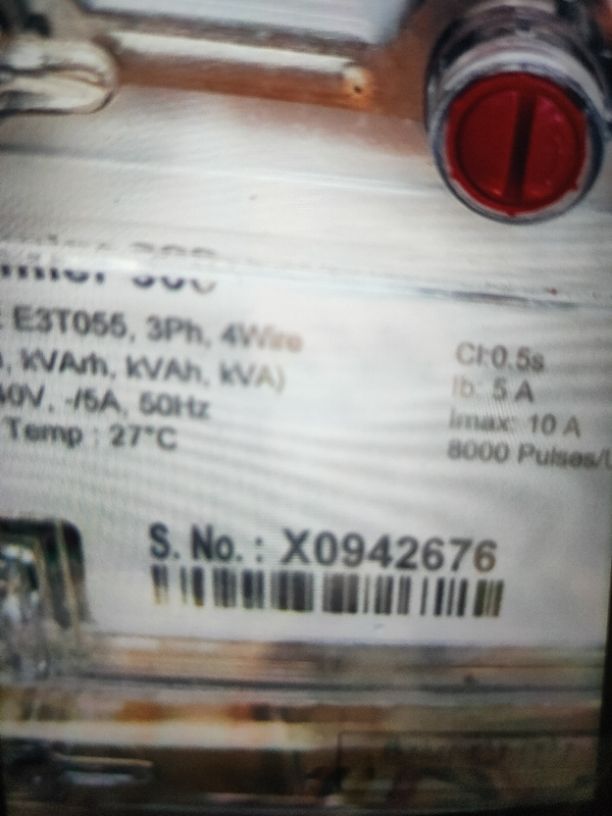 E3T055, 3Ph, 4Wire
, kVArh, kVAh, kVA)
40V, -/5A, 50Hz
Temp : 27°C
Cl:0.5s
Ib: 5 A
Imax: 10 A
8000 Pulses/
S. No. : X0942676